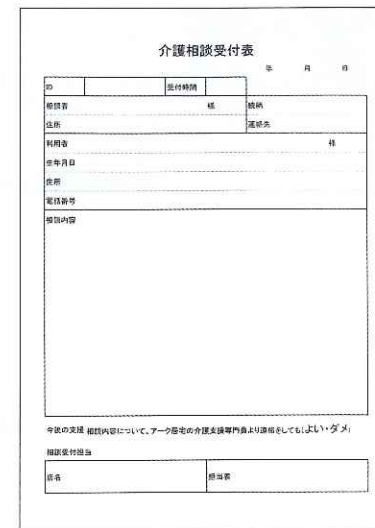 介護相談受付表
年 月 日
ID 受付時間
相談者 様 続柄
住所 連絡先
利用者 様
生年月日
住所
電話番号
相談内容
今後の支援 相談内容について、アーク居宅の介護支援専門員より連絡をしても(よい・ダメ)
相談受付担当
店名 担当者